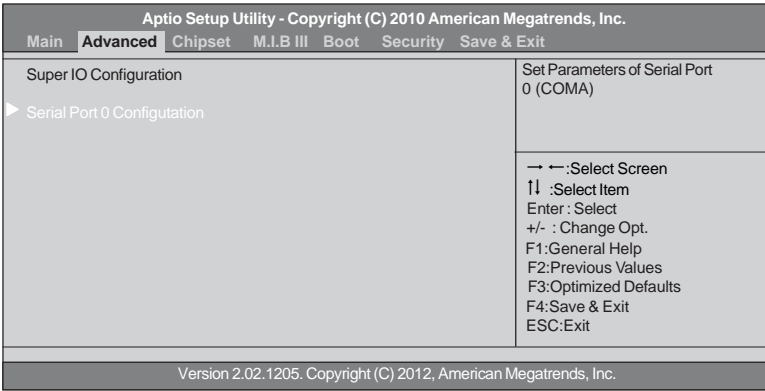 Aptio Setup Utility - Copyright (C) 2010 American Megatrends, Inc.
Main Advanced Chipset M.I.B III Boot Security Save & Exit
Super IO Configuration
Serial Port 0 Configutation
Set Parameters of Serial Port
0 (COMA)
→ ←:Select Screen
↑↓ :Select Item
Enter : Select
+/- : Change Opt.
F1:General Help
F2:Previous Values
F3:Optimized Defaults
F4:Save & Exit
ESC:Exit
Version 2.02.1205. Copyright (C) 2012, American Megatrends, Inc.